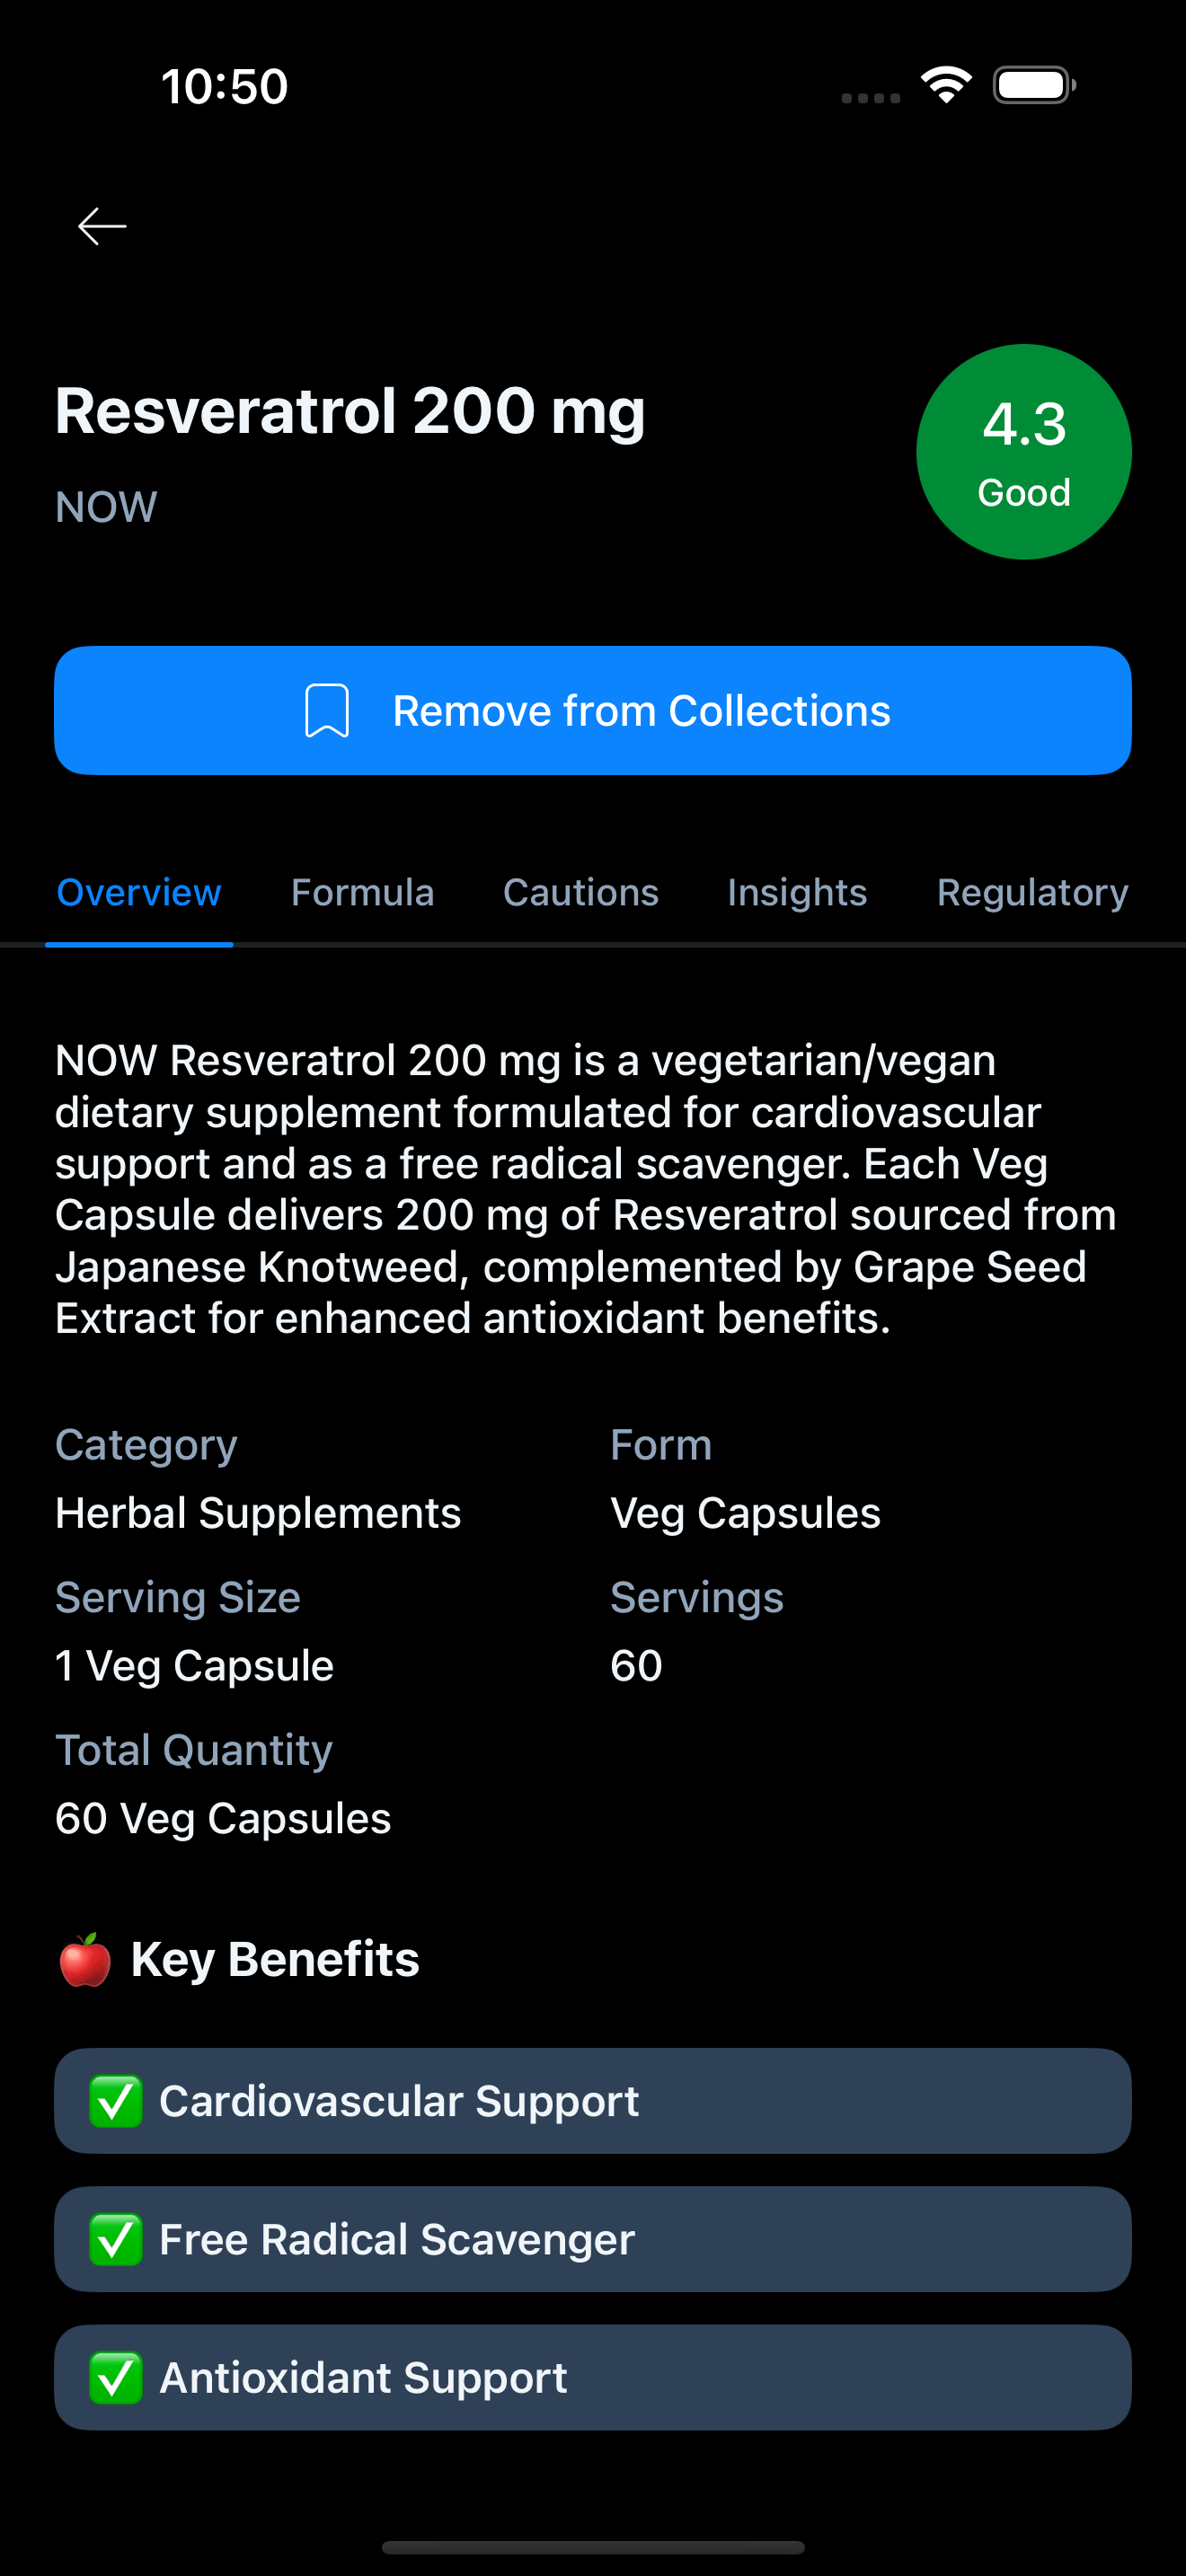 10:50
Resveratrol 200 mg
NOW
4.3
Good
Remove from Collections
Overview Formula Cautions Insights Regulatory
NOW Resveratrol 200 mg is a vegetarian/vegan
dietary supplement formulated for cardiovascular
support and as a free radical scavenger. Each Veg
Capsule delivers 200 mg of Resveratrol sourced from
Japanese Knotweed, complemented by Grape Seed
Extract for enhanced antioxidant benefits.
Category Form
Herbal Supplements Veg Capsules
Serving Size Servings
1 Veg Capsule 60
Total Quantity
60 Veg Capsules
Key Benefits
Cardiovascular Support
Free Radical Scavenger
Antioxidant Support